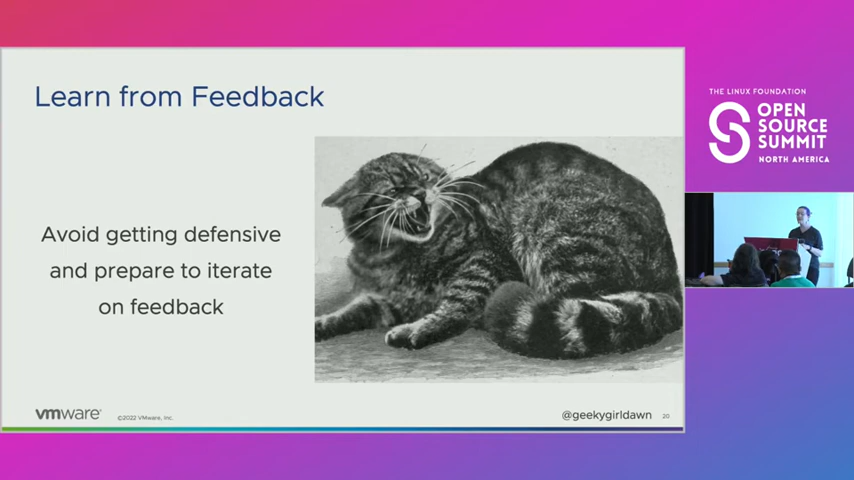 Learn from Feedback
Avoid getting defensive
and prepare to iterate
on feedback
vmware®
©2022 VMware, Inc.
@geekygirldawn
20
THE LINUX FOUNDATION
OPEN
SOURCE
SUMMIT
NORTH AMERICA